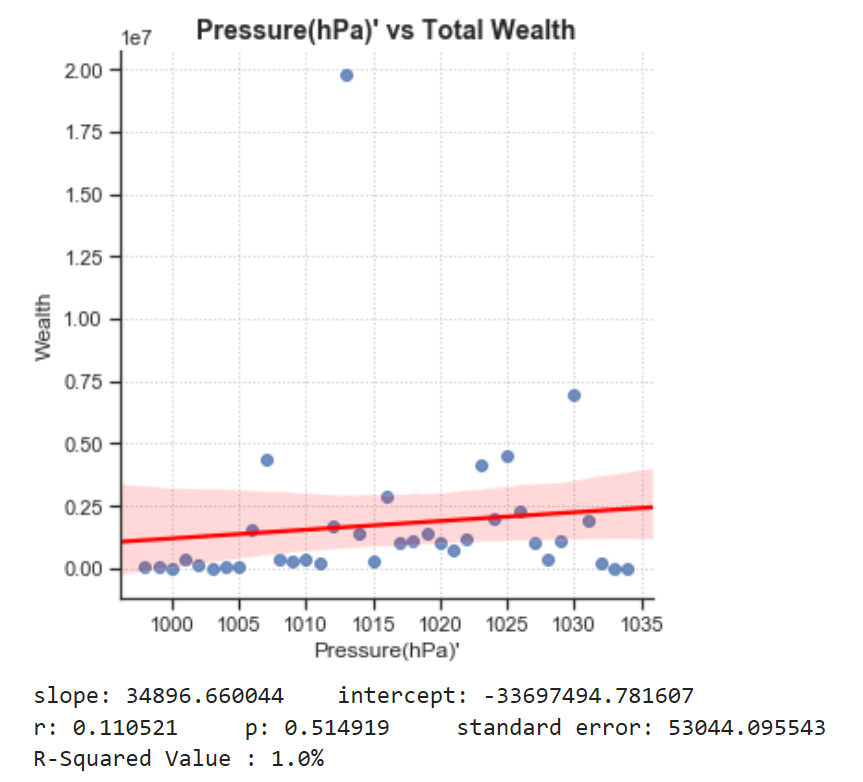 Pressure(hPa)' vs Total Wealth
1e7
2.00
1.75
1.50
1.25
1.00
0.75
0.50
0.25
0.00
Wealth
1000 1005 1010 1015 1020 1025 1030 1035
Pressure(hPa)'
slope: 34896.660044 intercept: -33697494.781607
r: 0.110521 p: 0.514919 standard error: 53044.095543
R-Squared Value : 1.0%